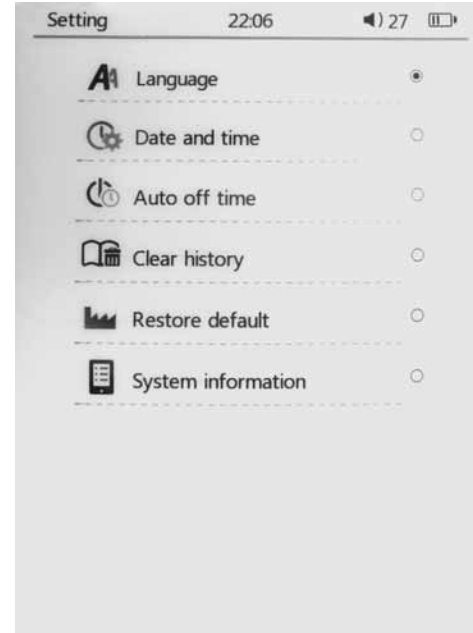 Setting 22:06 27
Language
Date and time
Auto off time
Clear history
Restore default
System information